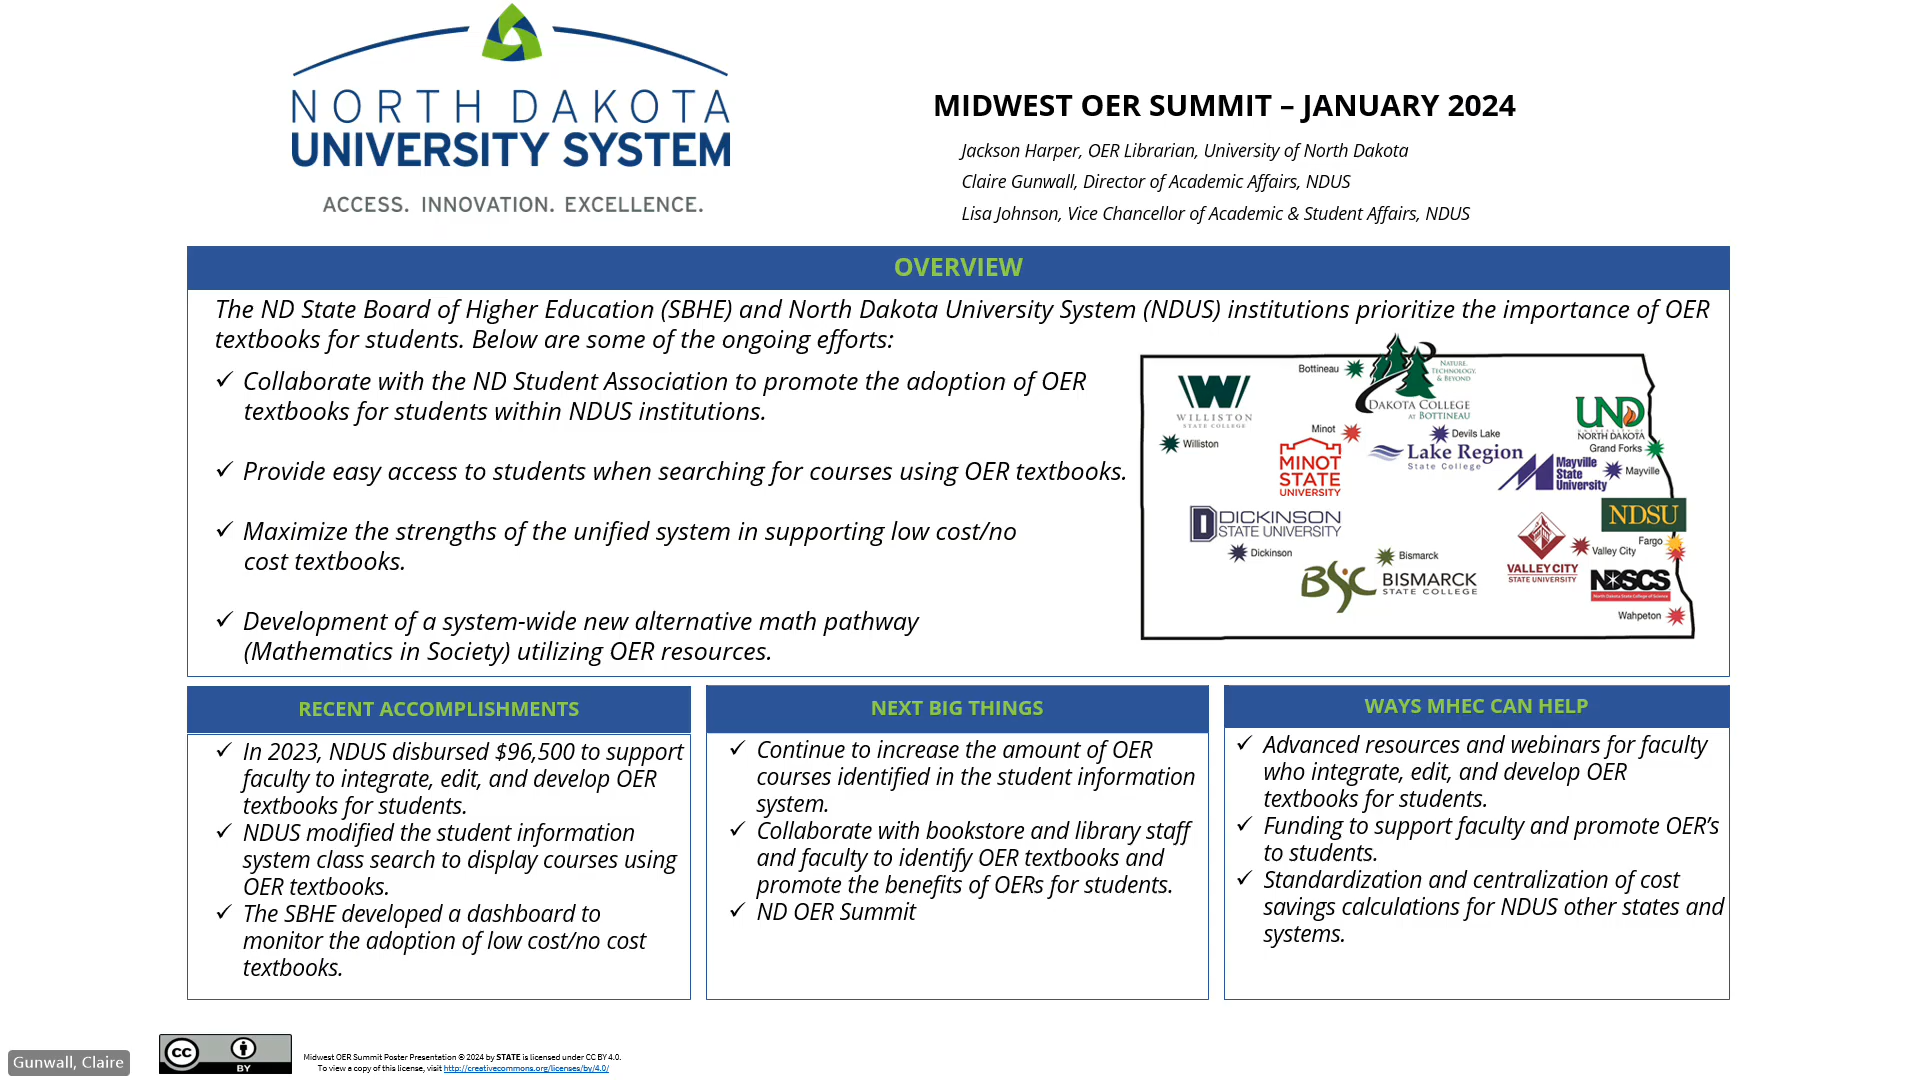 NORTH DAKOTA
UNIVERSITY SYSTEM
ACCESS. INNOVATION. EXCELLENCE.
MIDWEST OER SUMMIT – JANUARY 2024
Jackson Harper, OER Librarian, University of North Dakota
Claire Gunwall, Director of Academic Affairs, NDUS
Lisa Johnson, Vice Chancellor of Academic & Student Affairs, NDUS
OVERVIEW
The ND State Board of Higher Education (SBHE) and North Dakota University System (NDUS) institutions prioritize the importance of OER
textbooks for students. Below are some of the ongoing efforts:
✓ Collaborate with the ND Student Association to promote the adoption of OER
textbooks for students within NDUS institutions.
✓ Provide easy access to students when searching for courses using OER textbooks.
✓ Maximize the strengths of the unified system in supporting low cost/no
cost textbooks.
✓ Development of a system-wide new alternative math pathway
(Mathematics in Society) utilizing OER resources.
Bottineau
NATURE,
TECHNOLOGY,
& BEYOND
DAKOTA COLLEGE
AT BOTTINEAU
W
WILLISTON
STATE COLLEGE
Williston
UND
UNIVERSITY OF
NORTH DAKOTA
Grand Forks
Minot
MINOT
STATE
UNIVERSITY
Devils Lake
Lake Region
State College
Mayville
State
University
Mayville
D DICKINSON
STATE UNIVERSITY
Dickinson
NDSU
Fargo
Valley City
VALLEY CITY
STATE UNIVERSITY
Bismarck
BSC BISMARCK
STATE COLLEGE
NDSCS
North Dakota State College of Science
Wahpeton
RECENT ACCOMPLISHMENTS
✓ In 2023, NDUS disbursed $96,500 to support
faculty to integrate, edit, and develop OER
textbooks for students.
✓ NDUS modified the student information
system class search to display courses using
OER textbooks.
✓ The SBHE developed a dashboard to
monitor the adoption of low cost/no cost
textbooks.
NEXT BIG THINGS
✓ Continue to increase the amount of OER
courses identified in the student information
system.
✓ Collaborate with bookstore and library staff
and faculty to identify OER textbooks and
promote the benefits of OERs for students.
✓ ND OER Summit
WAYS MHEC CAN HELP
✓ Advanced resources and webinars for faculty
who integrate, edit, and develop OER
textbooks for students.
✓ Funding to support faculty and promote OER’s
to students.
✓ Standardization and centralization of cost
savings calculations for NDUS other states and
systems.
Gunwall, Claire
cc
BY
Midwest OER Summit Poster Presentation © 2024 by STATE is licensed under CC BY 4.0.
To view a copy of this license, visit http://creativecommons.org/licenses/by/4.0/